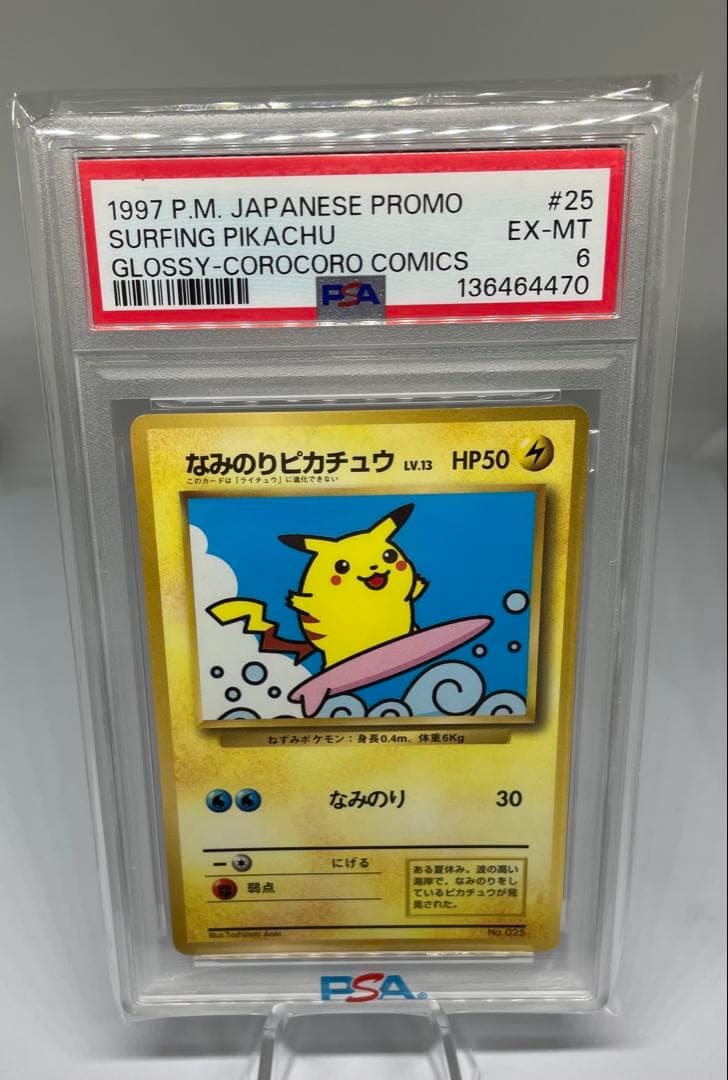 1997 P.M. JAPANESE PROMO #25
SURFING PIKACHU EX-MT
GLOSSY-COROCORO COMICS 6
PSA 136464470
なみのりピカチュウ LV.13 HP50
このカードは「ライチュウ」に進化できない
ねずみポケモン：身長0.4m、体重6Kg
なみのり 30
にげる
弱点
ある夏休み。波の高い
海岸で、なみのりをし
ているピカチュウが発
見された。
Illus.Toshinao Aoki No.025
PSA®